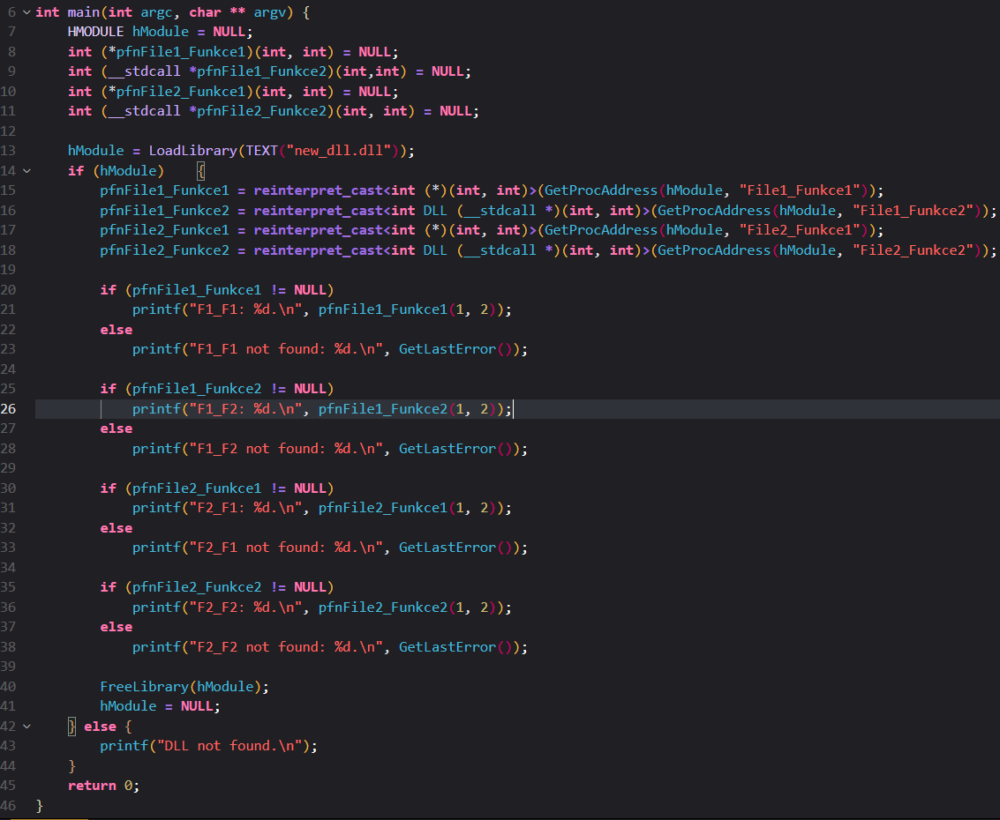 6 int main(int argc, char ** argv) {
7     HMODULE hModule = NULL;
8     int (*pfnFile1_Funkce1)(int, int) = NULL;
9     int (__stdcall *pfnFile1_Funkce2)(int,int) = NULL;
10     int (*pfnFile2_Funkce1)(int, int) = NULL;
11     int (__stdcall *pfnFile2_Funkce2)(int, int) = NULL;
12
13     hModule = LoadLibrary(TEXT("new_dll.dll"));
14     if (hModule)    {
15         pfnFile1_Funkce1 = reinterpret_cast<int (*)(int, int)>(GetProcAddress(hModule, "File1_Funkce1"));
16         pfnFile1_Funkce2 = reinterpret_cast<int DLL (__stdcall *)(int, int)>(GetProcAddress(hModule, "File1_Funkce2"));
17         pfnFile2_Funkce1 = reinterpret_cast<int (*)(int, int)>(GetProcAddress(hModule, "File2_Funkce1"));
18         pfnFile2_Funkce2 = reinterpret_cast<int DLL (__stdcall *)(int, int)>(GetProcAddress(hModule, "File2_Funkce2"));
19
20         if (pfnFile1_Funkce1 != NULL)
21             printf("F1_F1: %d.\n", pfnFile1_Funkce1(1, 2));
22         else
23             printf("F1_F1 not found: %d.\n", GetLastError());
24
25         if (pfnFile1_Funkce2 != NULL)
26             printf("F1_F2: %d.\n", pfnFile1_Funkce2(1, 2));
27         else
28             printf("F1_F2 not found: %d.\n", GetLastError());
29
30         if (pfnFile2_Funkce1 != NULL)
31             printf("F2_F1: %d.\n", pfnFile2_Funkce1(1, 2));
32         else
33             printf("F2_F1 not found: %d.\n", GetLastError());
34
35         if (pfnFile2_Funkce2 != NULL)
36             printf("F2_F2: %d.\n", pfnFile2_Funkce2(1, 2));
37         else
38             printf("F2_F2 not found: %d.\n", GetLastError());
39
40         FreeLibrary(hModule);
41         hModule = NULL;
42     } else {
43         printf("DLL not found.\n");
44     }
45     return 0;
46 }